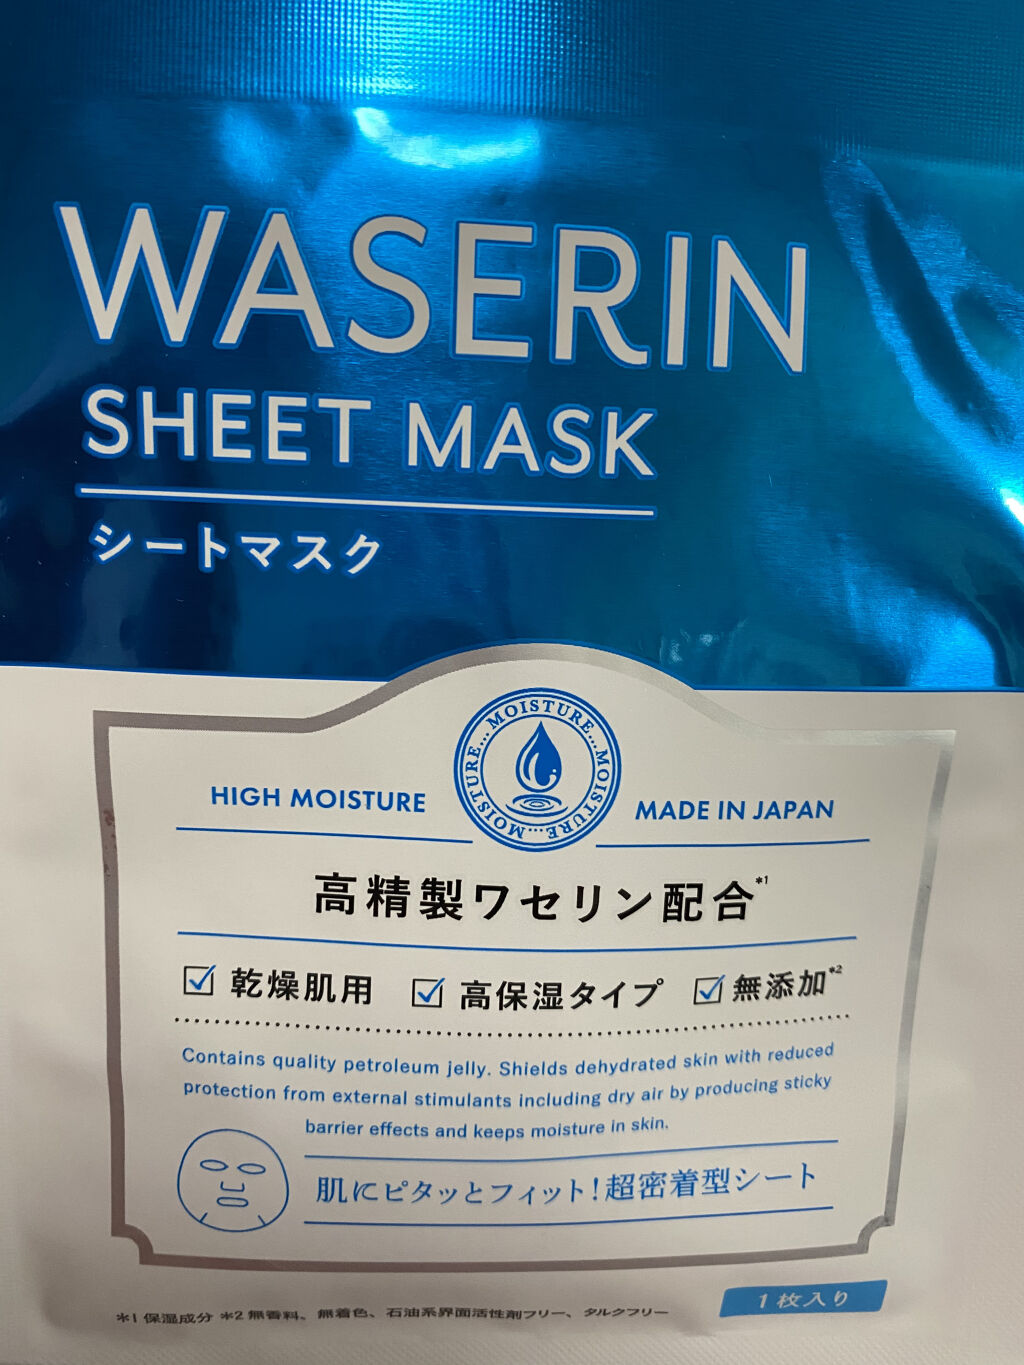 WASERIN
SHEET MASK
シートマスク
MOISTURE...MOISTURE...MOISTURE...MOISTURE...
HIGH MOISTURE
MADE IN JAPAN
高精製ワセリン配合*1
☑ 乾燥肌用 ☑ 高保湿タイプ ☑ 無添加*2
Contains quality petroleum jelly. Shields dehydrated skin with reduced
protection from external stimulants including dry air by producing sticky
barrier effects and keeps moisture in skin.
肌にピタッとフィット!超密着型シート
1枚入り
*1 保湿成分 *2 無香料、無着色、石油系界面活性剤フリー、タルクフリー